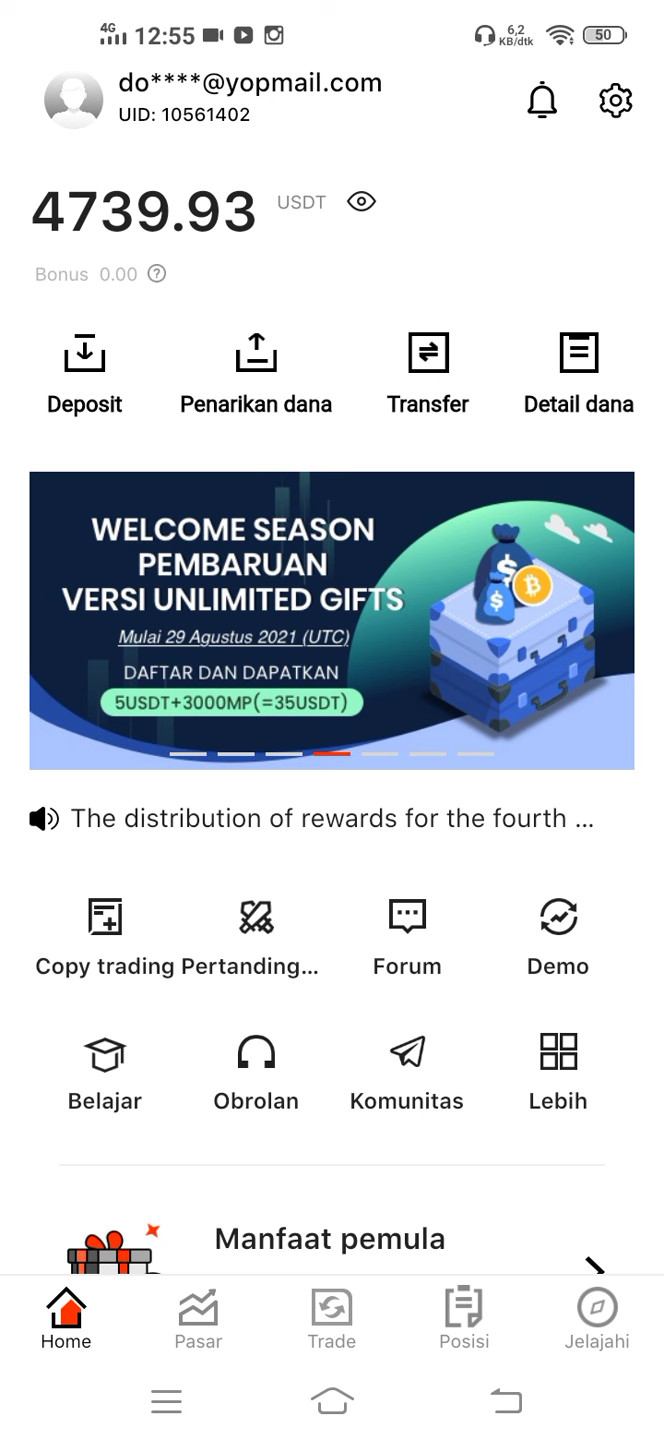 4G 12:55 6,2 KB/dtk 50
do****@yopmail.com
UID: 10561402
4739.93 USDT
Bonus 0.00 ?
Deposit Penarikan dana Transfer Detail dana
WELCOME SEASON
PEMBARUAN
VERSI UNLIMITED GIFTS
Mulai 29 Agustus 2021 (UTC)
DAFTAR DAN DAPATKAN
5USDT+3000MP(=35USDT)
The distribution of rewards for the fourth ...
Copy trading Pertanding... Forum Demo
Belajar Obrolan Komunitas Lebih
Manfaat pemula
Home Pasar Trade Posisi Jelajahi